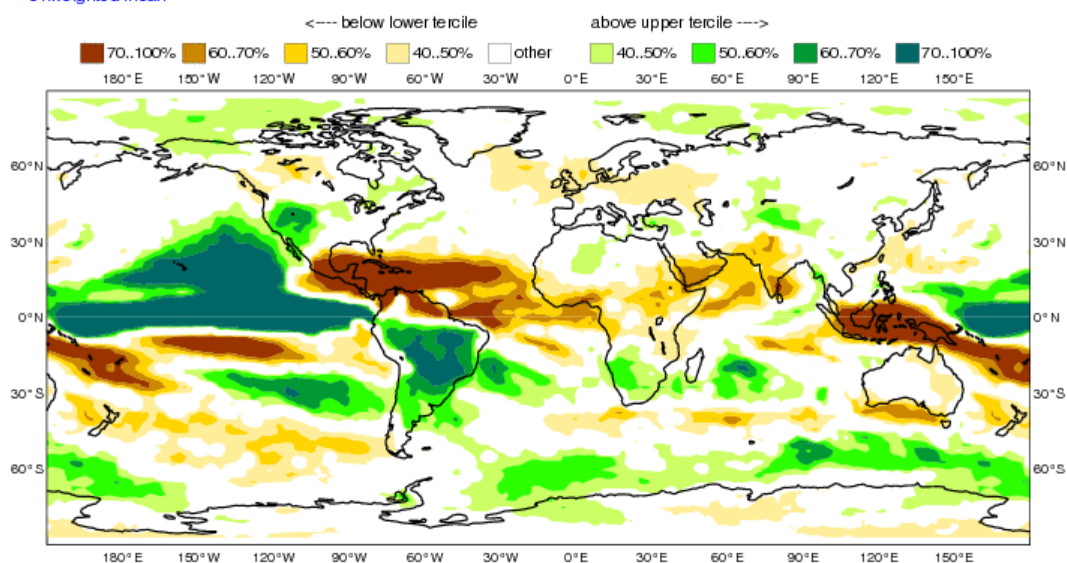 Unweighted mean
<---- below lower tercile above upper tercile ---->
70..100% 60..70% 50..60% 40..50% other 40..50% 50..60% 60..70% 70..100%
180°E 150°W 120°W 90°W 60°W 30°W 0°E 30°E 60°E 90°E 120°E 150°E
60°N 60°N
30°N 30°N
0°N 0°N
30°S 30°S
60°S 60°S
180°E 150°W 120°W 90°W 60°W 30°W 0°E 30°E 60°E 90°E 120°E 150°E